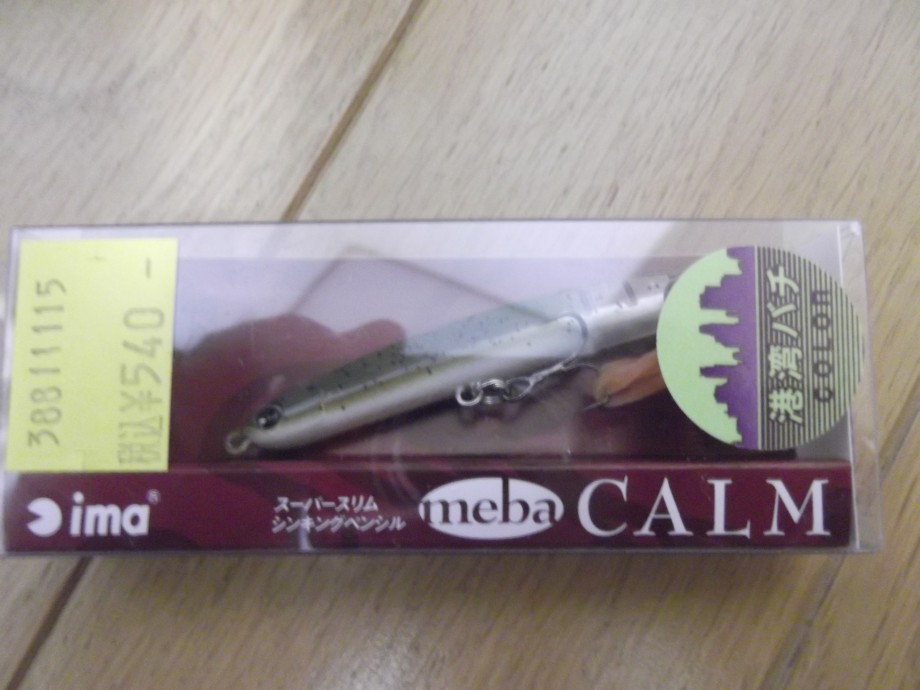 38811115
税込¥540-
港湾バチ
COLOR
ima®
スーパースリム
シンキングペンシル
meba CALM